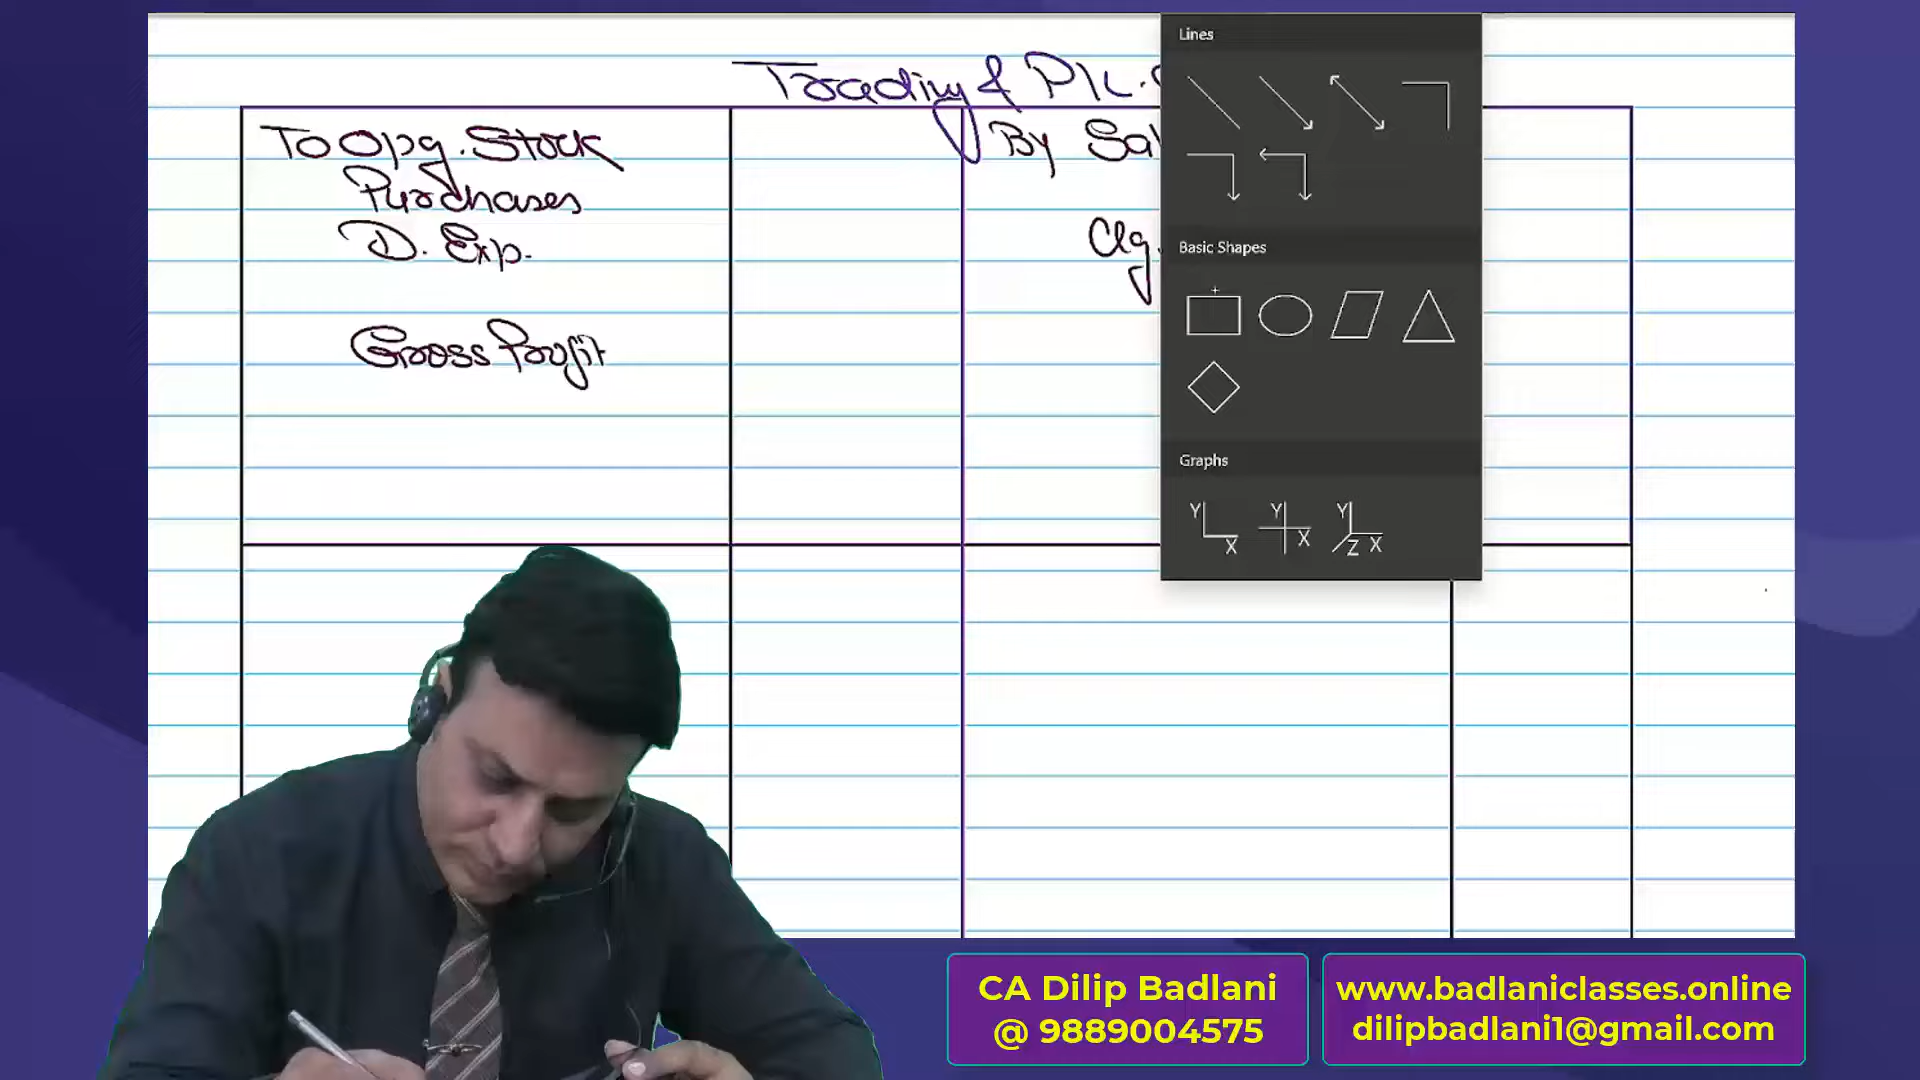 Trading & P/L.
To Opg. Stock
Purchases
D. Exp.
Gross Profit
By
Clg.
Lines
Basic Shapes
Graphs
Y
X
Y
X
Y
Z X
CA Dilip Badlani
@ 9889004575
www.badlaniclasses.online
dilipbadlani1@gmail.com